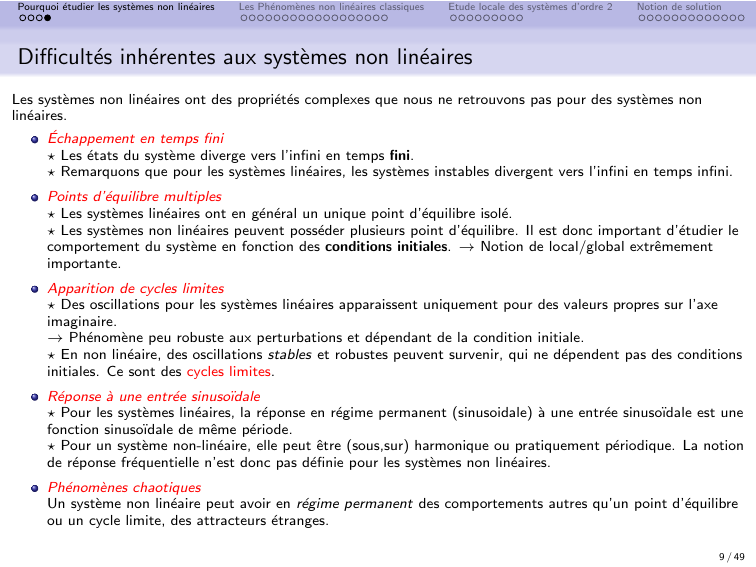 Pourquoi étudier les systèmes non linéaires Les Phénomènes non linéaires classiques Etude locale des systèmes d'ordre 2 Notion de solution
Difficultés inhérentes aux systèmes non linéaires
Les systèmes non linéaires ont des propriétés complexes que nous ne retrouvons pas pour des systèmes non
linéaires.
Échappement en temps fini
⋆ Les états du système diverge vers l'infini en temps fini.
⋆ Remarquons que pour les systèmes linéaires, les systèmes instables divergent vers l'infini en temps infini.
Points d'équilibre multiples
⋆ Les systèmes linéaires ont en général un unique point d'équilibre isolé.
⋆ Les systèmes non linéaires peuvent posséder plusieurs point d'équilibre. Il est donc important d'étudier le
comportement du système en fonction des conditions initiales. → Notion de local/global extrêmement
importante.
Apparition de cycles limites
⋆ Des oscillations pour les systèmes linéaires apparaissent uniquement pour des valeurs propres sur l'axe
imaginaire.
→ Phénomène peu robuste aux perturbations et dépendant de la condition initiale.
⋆ En non linéaire, des oscillations stables et robustes peuvent survenir, qui ne dépendent pas des conditions
initiales. Ce sont des cycles limites.
Réponse à une entrée sinusoïdale
⋆ Pour les systèmes linéaires, la réponse en régime permanent (sinusoidale) à une entrée sinusoïdale est une
fonction sinusoïdale de même période.
⋆ Pour un système non-linéaire, elle peut être (sous,sur) harmonique ou pratiquement périodique. La notion
de réponse fréquentielle n'est donc pas définie pour les systèmes non linéaires.
Phénomènes chaotiques
Un système non linéaire peut avoir en régime permanent des comportements autres qu'un point d'équilibre
ou un cycle limite, des attracteurs étranges.
9 / 49